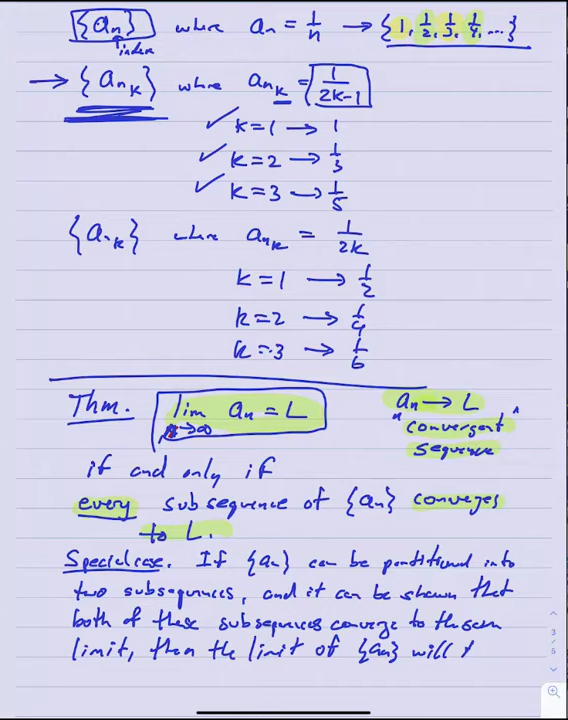 {an} where an = 1/n → {1, 1/2, 1/3, 1/4, ...}
index
→ {ank} where ank = 1/(2k-1)
✓ k=1 → 1
✓ k=2 → 1/3
✓ k=3 → 1/5
{ank} where ank = 1/2k
k=1 → 1/2
k=2 → 1/4
k=3 → 1/6
Thm. lim an = L
n→∞
an → L
"convergent"
sequence
if and only if
every subsequence of {an} converges
to L.
Special case. If {an} can be partitioned into
two subsequences, and it can be shown that
both of these subsequences converge to the same
limit, then the limit of {an} will
3
/
5